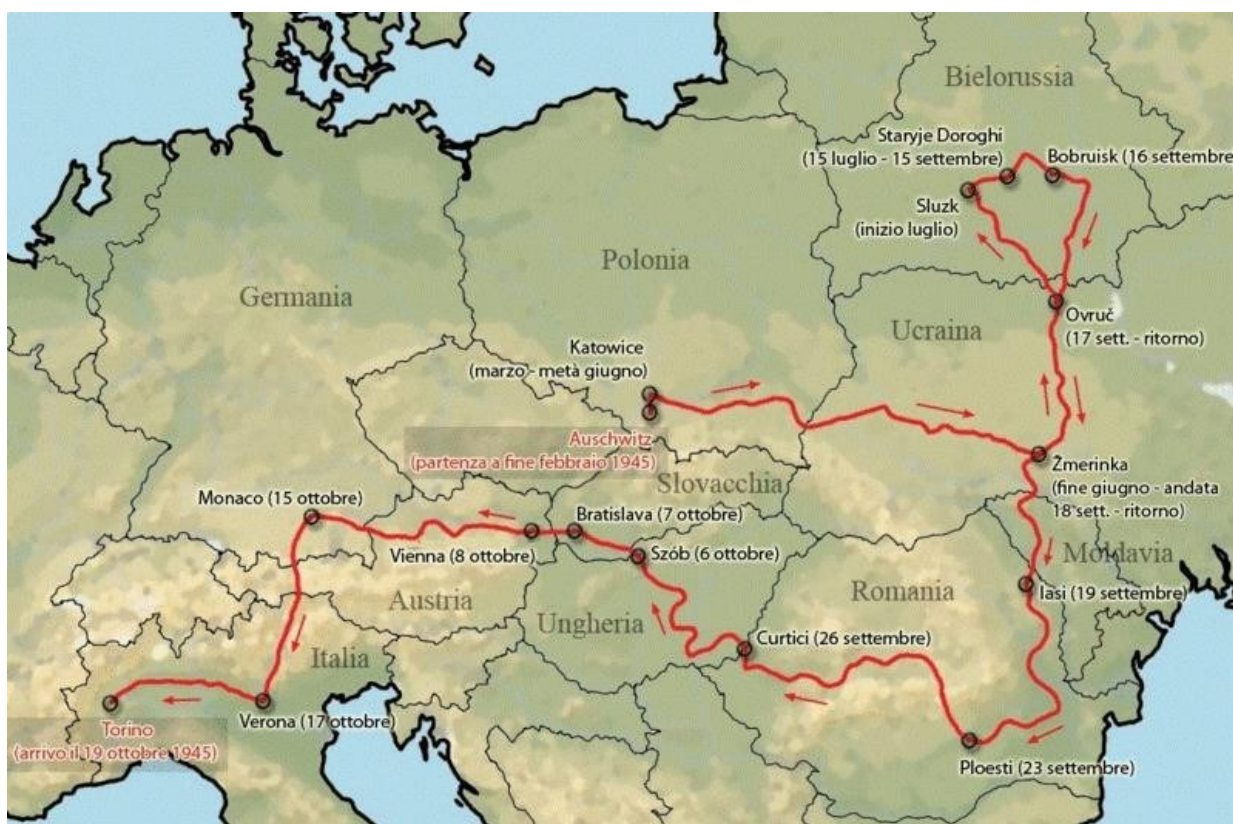 Bielorussia
Staryje Doroghi
(15 luglio - 15 settembre)
Bobruisk (16 settembre)
Sluzk
(inizio luglio)
Polonia
Germania
Ucraina
Ovruč
(17 sett. - ritorno)
Katowice
(marzo - metà giugno)
Auschwitz
(partenza a fine febbraio 1945)
Žmerinka
(fine giugno - andata
18 sett. - ritorno)
Slovacchia
Monaco (15 ottobre)
Bratislava (7 ottobre)
Vienna (8 ottobre)
Szób (6 ottobre)
Moldavia
Iasi (19 settembre)
Romania
Austria
Ungheria
Curtici (26 settembre)
Italia
Verona (17 ottobre)
Torino
(arrivo il 19 ottobre 1945)
Ploesti (23 settembre)